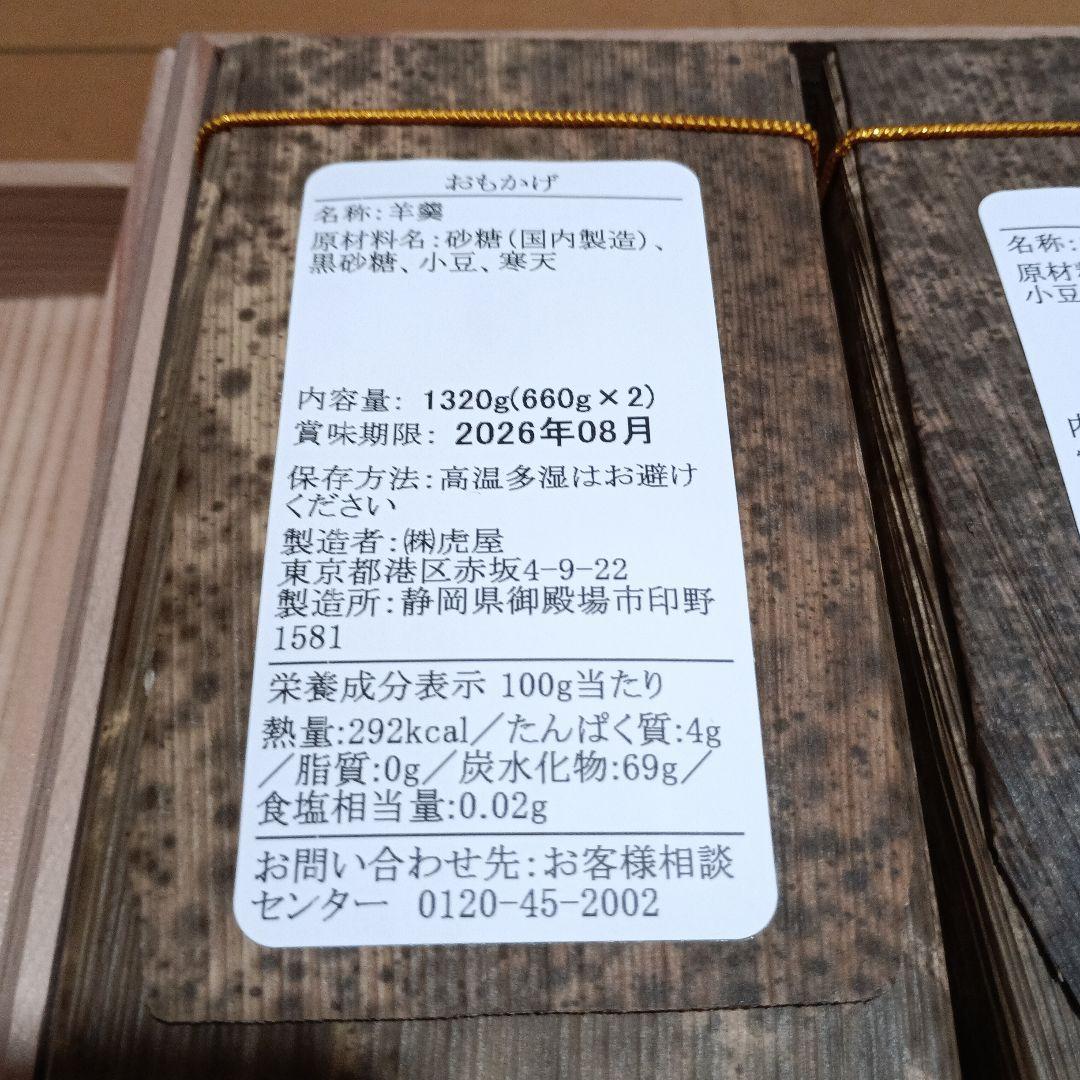 おもかげ
名称:羊羹
原材料名:砂糖(国内製造)、
黒砂糖、小豆、寒天
内容量: 1320g(660g×2)
賞味期限: 2026年08月
保存方法:高温多湿はお避け
ください
製造者:㈱虎屋
東京都港区赤坂4-9-22
製造所:静岡県御殿場市印野
1581
栄養成分表示 100g当たり
熱量:292kcal/たんぱく質:4g
/脂質:0g/炭水化物:69g/
食塩相当量:0.02g
お問い合わせ先:お客様相談
センター 0120-45-2002
名称:
原材
小豆